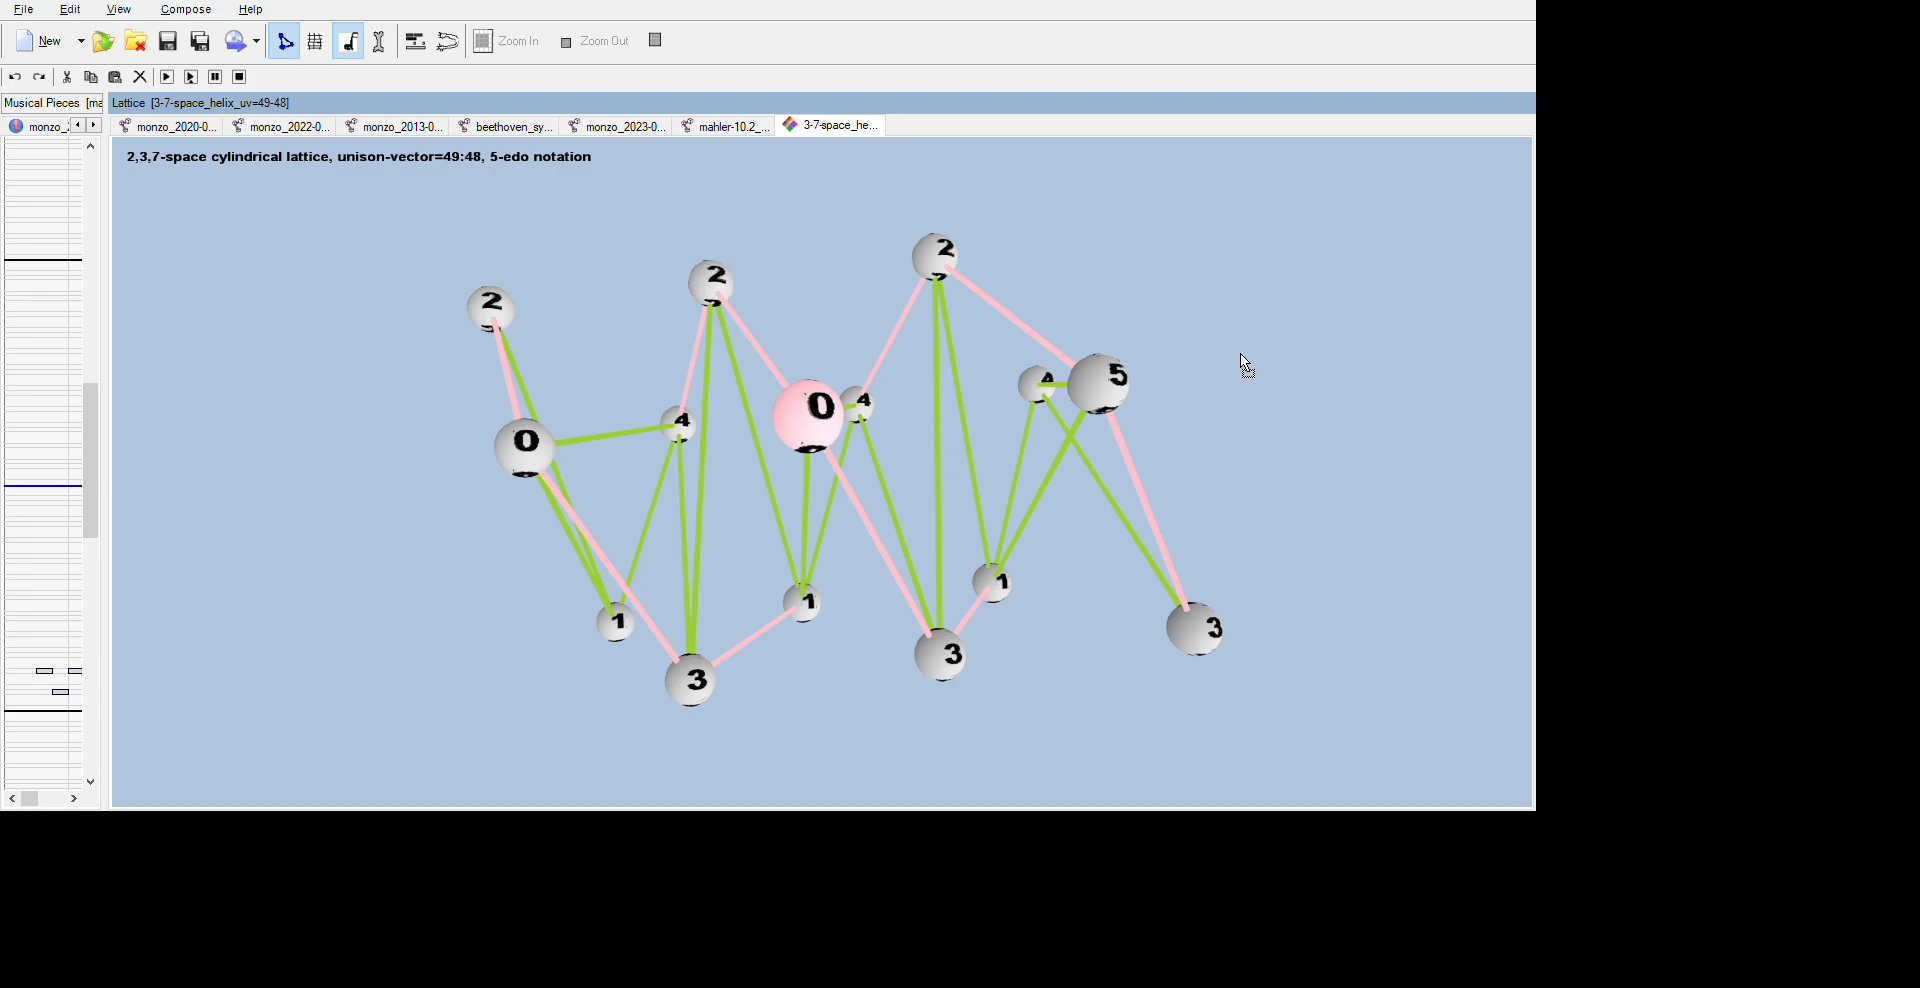 File Edit View Compose Help
New Zoom In Zoom Out
Musical Pieces [ma Lattice [3-7-space_helix_uv=49-48]
monzo_2 monzo_2020-0... monzo_2022-0... monzo_2013-0... beethoven_sy... monzo_2023-0... mahler-10.2_... 3-7-space_he...
2,3,7-space cylindrical lattice, unison-vector=49:48, 5-edo notation
2
2
2
4 5
4
0
4
0
1
1
1
3
3
3